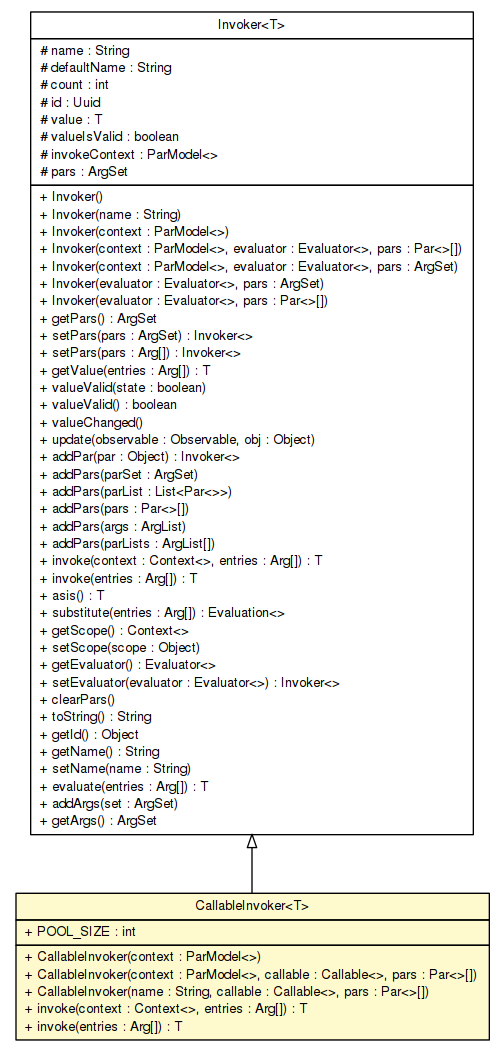 Invoker<T>
# name : String
# defaultName : String
# count : int
# id : Uuid
# value : T
# valueIsValid : boolean
# invokeContext : ParModel<>
# pars : ArgSet
+ Invoker()
+ Invoker(name : String)
+ Invoker(context : ParModel<>)
+ Invoker(context : ParModel<>, evaluator : Evaluator<>, pars : Par<>[])
+ Invoker(context : ParModel<>, evaluator : Evaluator<>, pars : ArgSet)
+ Invoker(evaluator : Evaluator<>, pars : ArgSet)
+ Invoker(evaluator : Evaluator<>, pars : Par<>[])
+ getPars() : ArgSet
+ setPars(pars : ArgSet) : Invoker<>
+ setPars(pars : Arg[]) : Invoker<>
+ getValue(entries : Arg[]) : T
+ valueValid(state : boolean)
+ valueValid() : boolean
+ valueChanged()
+ update(observable : Observable, obj : Object)
+ addPar(par : Object) : Invoker<>
+ addPars(parSet : ArgSet)
+ addPars(parList : List<Par<>>)
+ addPars(pars : Par<>[])
+ addPars(args : ArgList)
+ addPars(parLists : ArgList[])
+ invoke(context : Context<>, entries : Arg[]) : T
+ invoke(entries : Arg[]) : T
+ asis() : T
+ substitute(entries : Arg[]) : Evaluation<>
+ getScope() : Context<>
+ setScope(scope : Object)
+ getEvaluator() : Evaluator<>
+ setEvaluator(evaluator : Evaluator<>) : Invoker<>
+ clearPars()
+ toString() : String
+ getId() : Object
+ getName() : String
+ setName(name : String)
+ evaluate(entries : Arg[]) : T
+ addArgs(set : ArgSet)
+ getArgs() : ArgSet
CallableInvoker<T>
+ POOL_SIZE : int
+ CallableInvoker(context : ParModel<>)
+ CallableInvoker(context : ParModel<>, callable : Callable<>, pars : Par<>[])
+ CallableInvoker(name : String, callable : Callable<>, pars : Par<>[])
+ invoke(context : Context<>, entries : Arg[]) : T
+ invoke(entries : Arg[]) : T